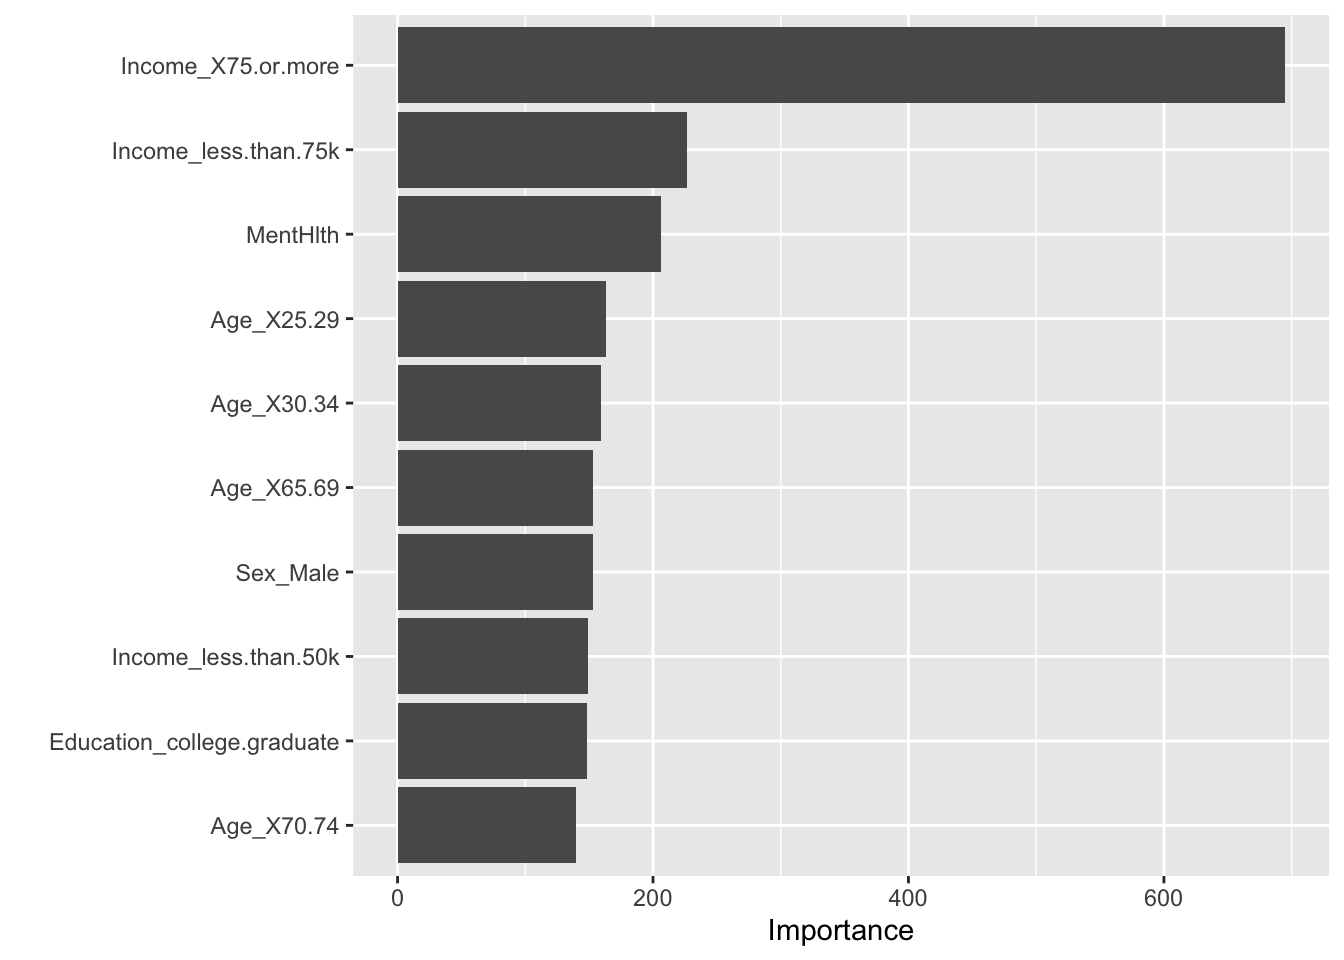 Income_X75.or.more
Income_less.than.75k
MentHlth
Age_X25.29
Age_X30.34
Age_X65.69
Sex_Male
Income_less.than.50k
Education_college.graduate
Age_X70.74
0 200 400 600
Importance